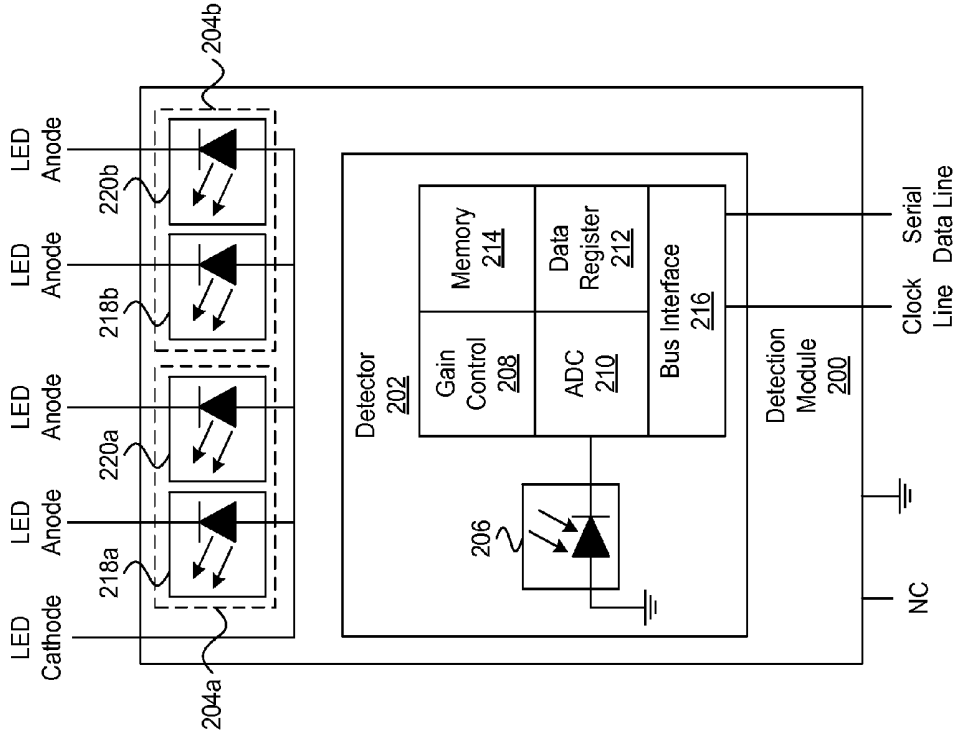 204b
LED
Anode
220b
LED
Anode
218b
LED
Anode
220a
LED
Anode
218a
LED
Cathode
204a
Detector
202
Gain
Control
208
Memory
214
ADC
210
Data
Register
212
Bus Interface
216
206
Detection
Module
200
Serial
Data Line
Clock
Line
NC